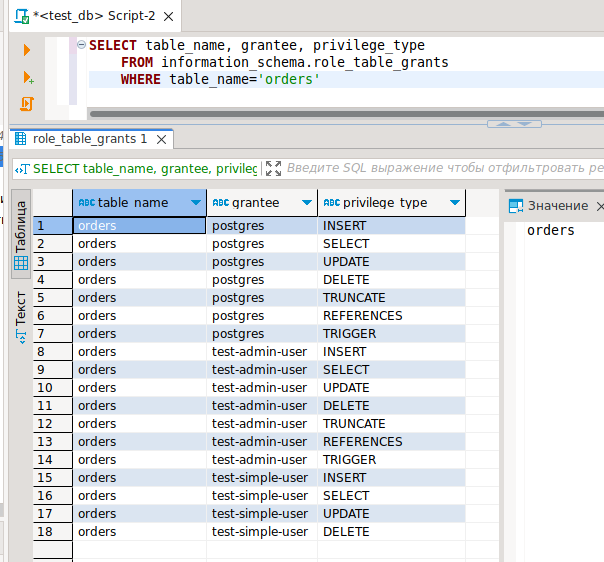 *<test_db> Script-2
SELECT table_name, grantee, privilege_type
FROM information_schema.role_table_grants
WHERE table_name='orders'
role_table_grants 1
SELECT table_name, grantee, privileg
Введите SQL выражение чтобы отфильтровать ре
Таблица
Текст
ABC table_name ABC grantee ABC privilege_type
1 orders postgres INSERT
2 orders postgres SELECT
3 orders postgres UPDATE
4 orders postgres DELETE
5 orders postgres TRUNCATE
6 orders postgres REFERENCES
7 orders postgres TRIGGER
8 orders test-admin-user INSERT
9 orders test-admin-user SELECT
10 orders test-admin-user UPDATE
11 orders test-admin-user DELETE
12 orders test-admin-user TRUNCATE
13 orders test-admin-user REFERENCES
14 orders test-admin-user TRIGGER
15 orders test-simple-user INSERT
16 orders test-simple-user SELECT
17 orders test-simple-user UPDATE
18 orders test-simple-user DELETE
Значение
orders